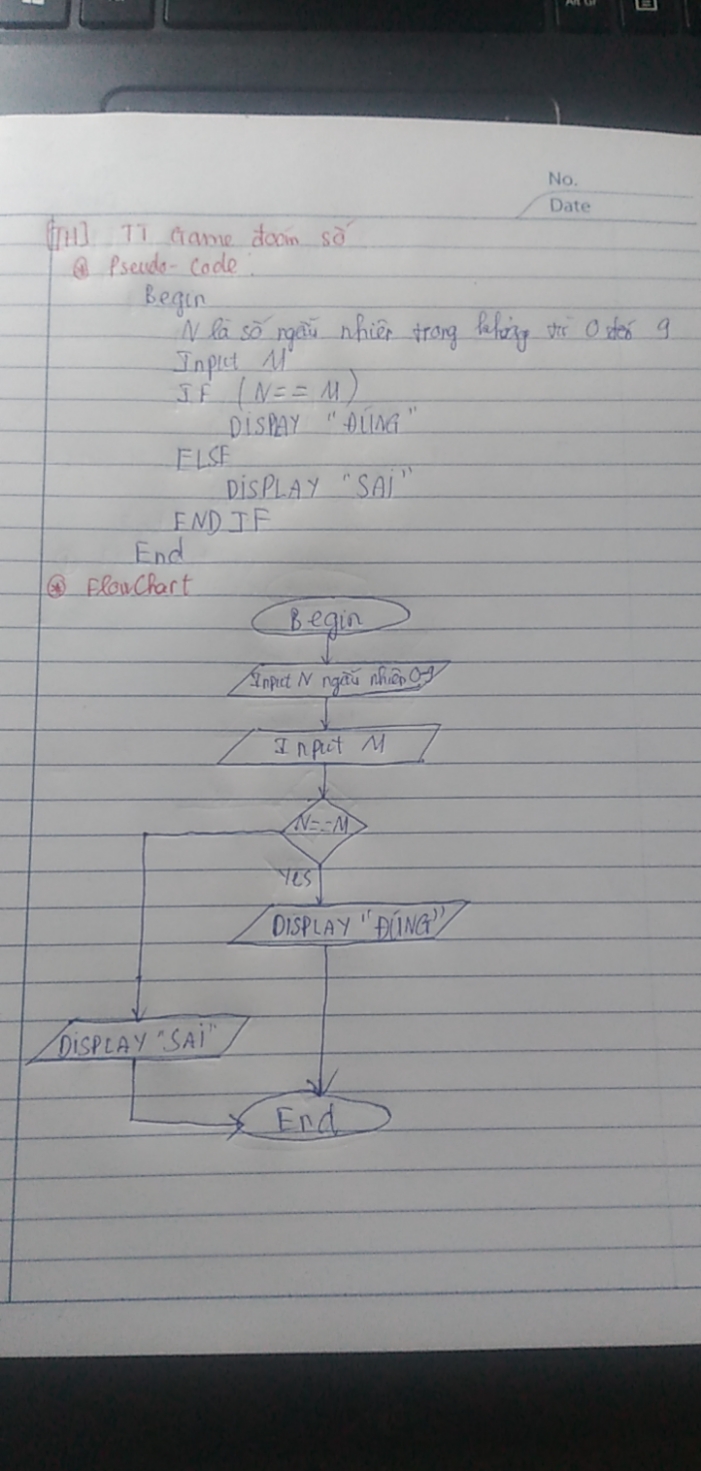 No.
Date
[TH] TT Game đoán số
Pseudo-Code:
Begin
N là số ngẫu nhiên trong khoảng từ 0 đến 9
Input M
IF (N == M)
DISPAY "ĐÚNG"
ELSE
DISPLAY "SAI"
END IF
End
FlowChart
Begin
Input N ngẫu nhiên 0-9
Input M
N==M
Yes
DISPLAY "ĐÚNG"
DISPLAY "SAI"
End